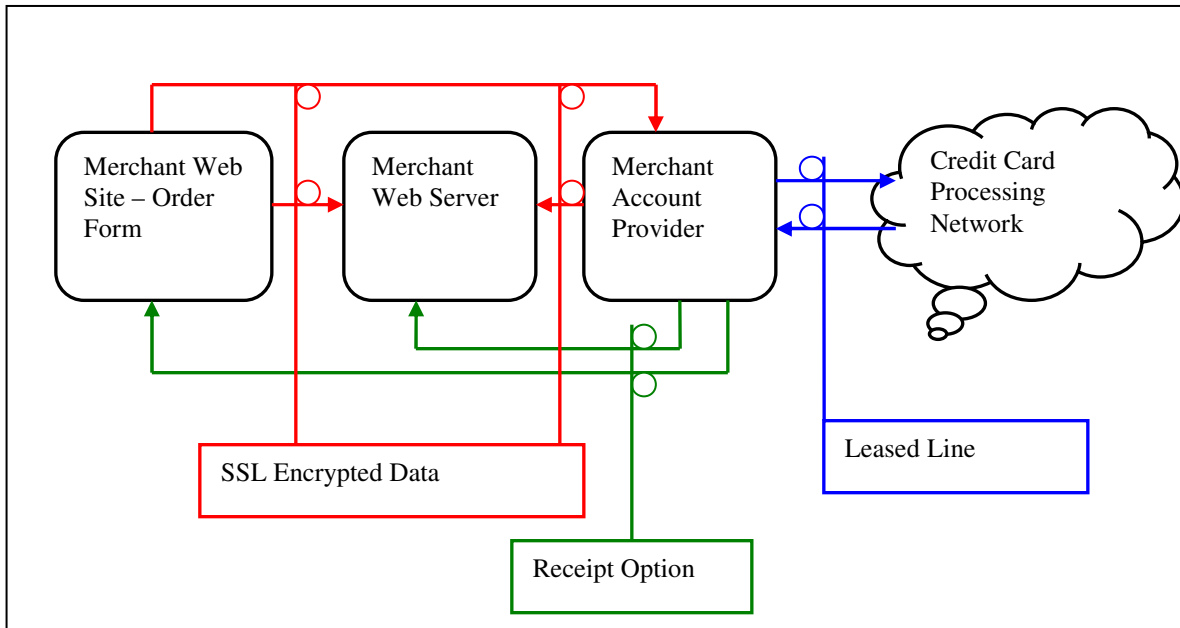 Merchant Web
Site – Order
Form
Merchant
Web Server
Merchant
Account
Provider
Credit Card
Processing
Network
SSL Encrypted Data
Leased Line
Receipt Option